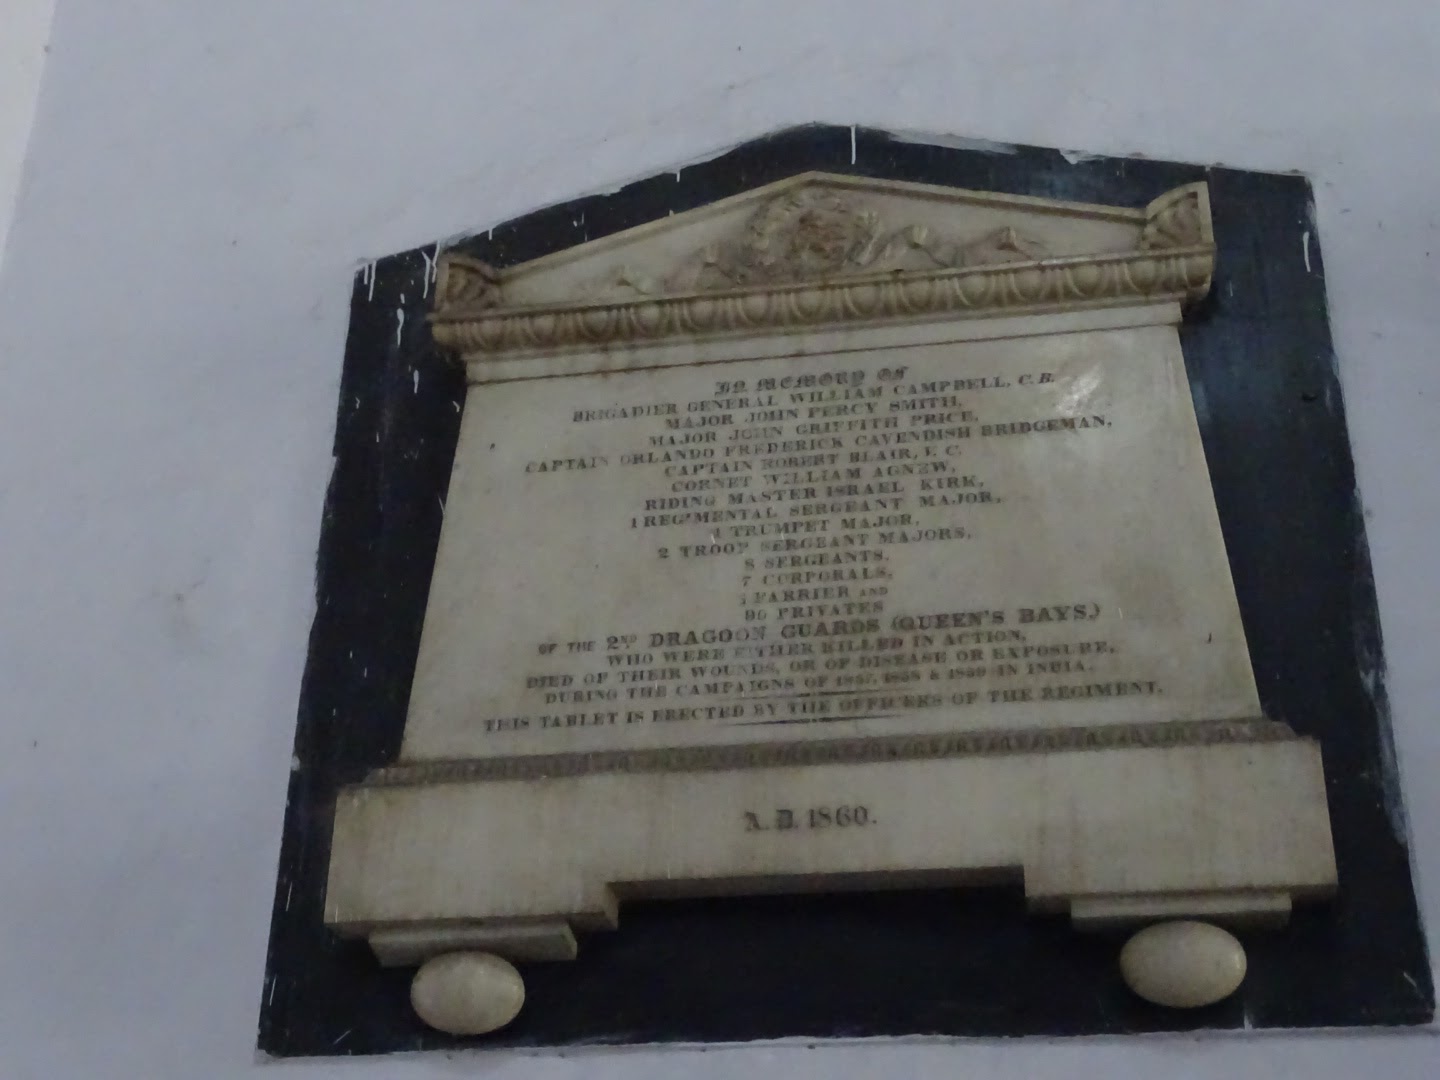 IN MEMORY OF
BRIGADIER GENERAL WILLIAM CAMPBELL, C.B.
MAJOR JOHN PERCY SMITH,
MAJOR JOHN GRIFFITH PRICE,
CAPTAIN ORLANDO FREDERICK CAVENDISH BRIDGEMAN,
CAPTAIN ROBERT BLAIR, V.C.
CORNET WILLIAM AGNEW,
RIDING MASTER ISRAEL KIRK,
1 REGIMENTAL SERGEANT MAJOR,
1 TRUMPET MAJOR,
2 TROOP SERGEANT MAJORS,
8 SERGEANTS,
7 CORPORALS,
1 FARRIER AND
PRIVATES
OF THE 2ND DRAGOON GUARDS (QUEEN'S BAYS,)
WHO WERE EITHER KILLED IN ACTION,
DIED OF THEIR WOUNDS, OR OF DISEASE OR EXPOSURE,
DURING THE CAMPAIGNS OF 1857, 1858 & 1859 IN INDIA.
THIS TABLET IS ERECTED BY THE OFFICERS OF THE REGIMENT.
A.D. 1860.